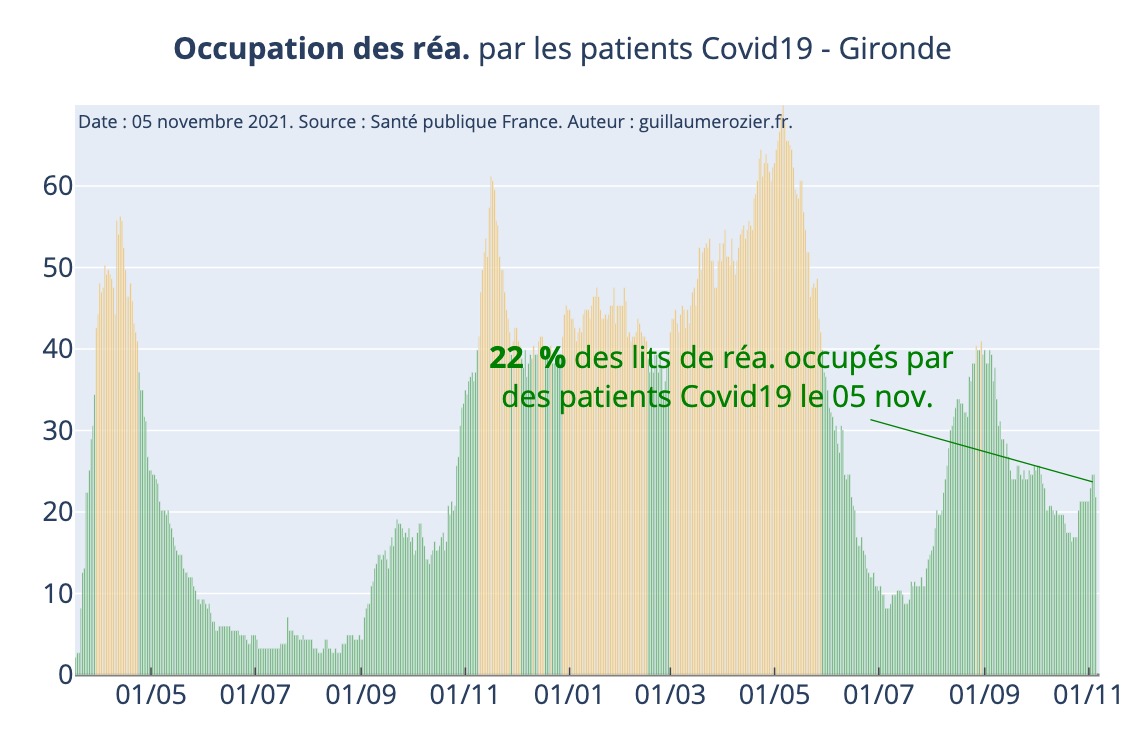 Occupation des réa. par les patients Covid19 - Gironde
Date : 05 novembre 2021. Source : Santé publique France. Auteur : guillaumerozier.fr.
60
50
40
22 % des lits de réa. occupés par
des patients Covid19 le 05 nov.
30
20
10
0
01/05 01/07 01/09 01/11 01/01 01/03 01/05 01/07 01/09 01/11